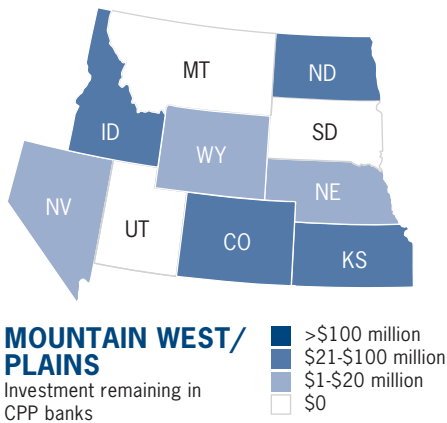 MT
ND
ID
WY
SD
NV
NE
UT
CO
KS
MOUNTAIN WEST/
PLAINS
Investment remaining in
CPP banks
>$100 million
$21-$100 million
$1-$20 million
$0